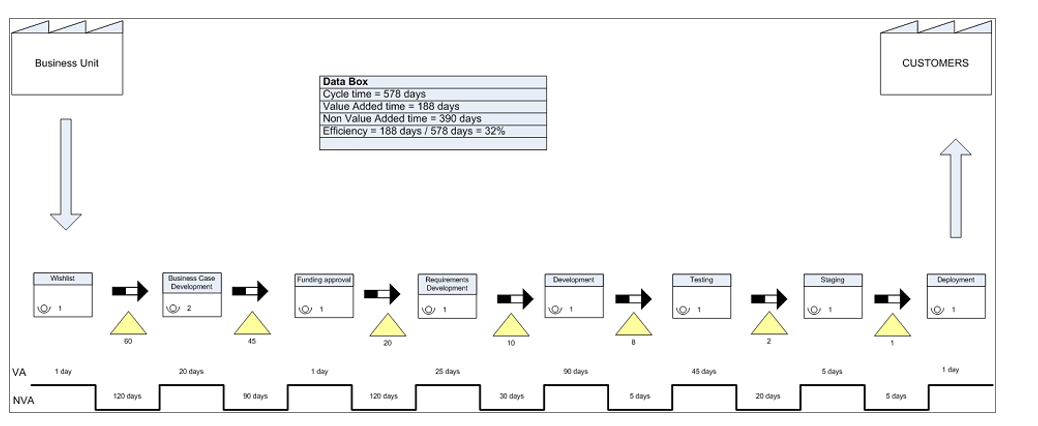 Business Unit
CUSTOMERS
Data Box
Cycle time = 578 days
Value Added time = 188 days
Non Value Added time = 390 days
Efficiency = 188 days / 578 days = 32%
Wishlist
1
Business Case
Development
2
Funding approval
1
Requirements
Development
1
Development
1
Testing
1
Staging
1
Deployment
1
60
45
20
10
8
2
1
VA
1 day
20 days
1 day
25 days
90 days
45 days
5 days
1 day
NVA
120 days
90 days
120 days
30 days
5 days
20 days
5 days